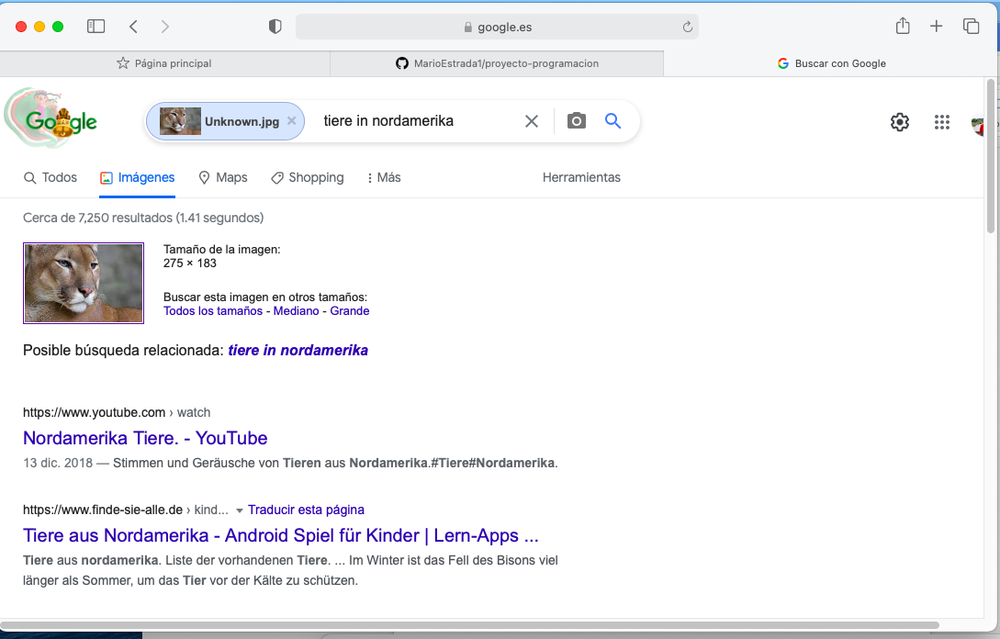 google.es
Página principal
MarioEstrada1/proyecto-programacion
Buscar con Google
Google
Unknown.jpg
tiere in nordamerika
Todos
Imágenes
Maps
Shopping
Más
Herramientas
Cerca de 7,250 resultados (1.41 segundos)
Tamaño de la imagen:
275 × 183
Buscar esta imagen en otros tamaños:
Todos los tamaños - Mediano - Grande
Posible búsqueda relacionada: tiere in nordamerika
https://www.youtube.com › watch
Nordamerika Tiere. - YouTube
13 dic. 2018 — Stimmen und Geräusche von Tieren aus Nordamerika.#Tiere#Nordamerika.
https://www.finde-sie-alle.de › kind... Traducir esta página
Tiere aus Nordamerika - Android Spiel für Kinder | Lern-Apps ...
Tiere aus nordamerika. Liste der vorhandenen Tiere. ... Im Winter ist das Fell des Bisons viel
länger als Sommer, um das Tier vor der Kälte zu schützen.